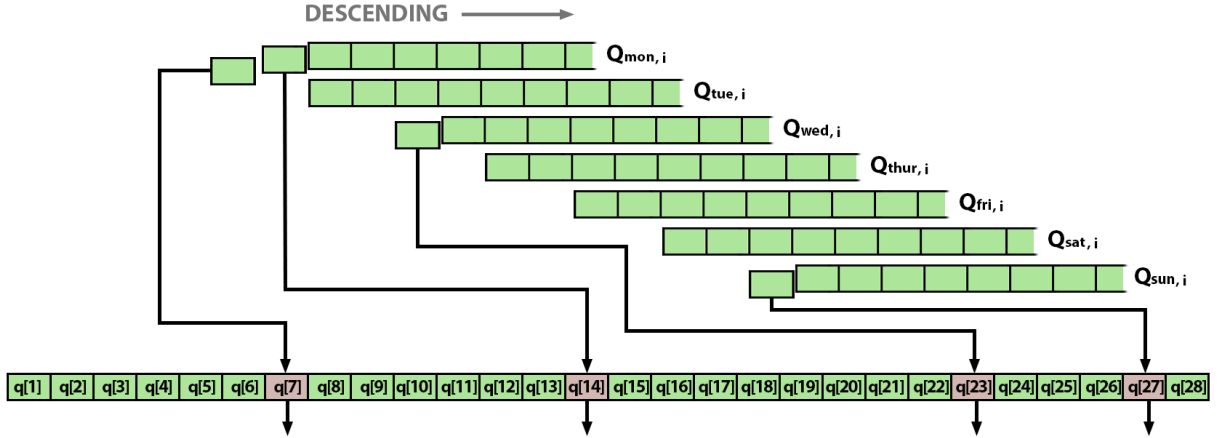 DESCENDING
Qmon, i
Qtue, i
Qwed, i
Qthur, i
Qfri, i
Qsat, i
Qsun, i
q[1] q[2] q[3] q[4] q[5] q[6] q[7] q[8] q[9] q[10] q[11] q[12] q[13] q[14] q[15] q[16] q[17] q[18] q[19] q[20] q[21] q[22] q[23] q[24] q[25] q[26] q[27] q[28]